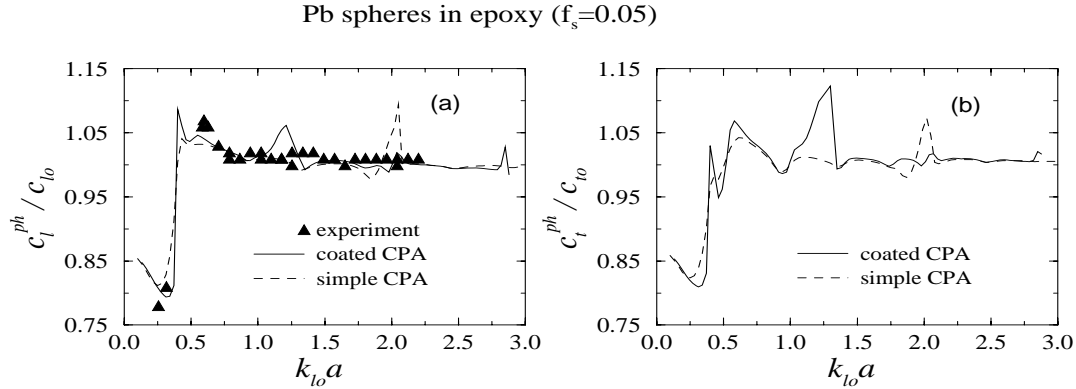 Pb spheres in epoxy (f_s=0.05)
1.15
1.05
0.95
0.85
0.75
c_l^ph / c_lo
(a)
experiment
coated CPA
simple CPA
0.0 0.5 1.0 1.5 2.0 2.5 3.0
k_lo a
1.15
1.05
0.95
0.85
0.75
c_t^ph / c_to
(b)
coated CPA
simple CPA
0.0 0.5 1.0 1.5 2.0 2.5 3.0
k_lo a